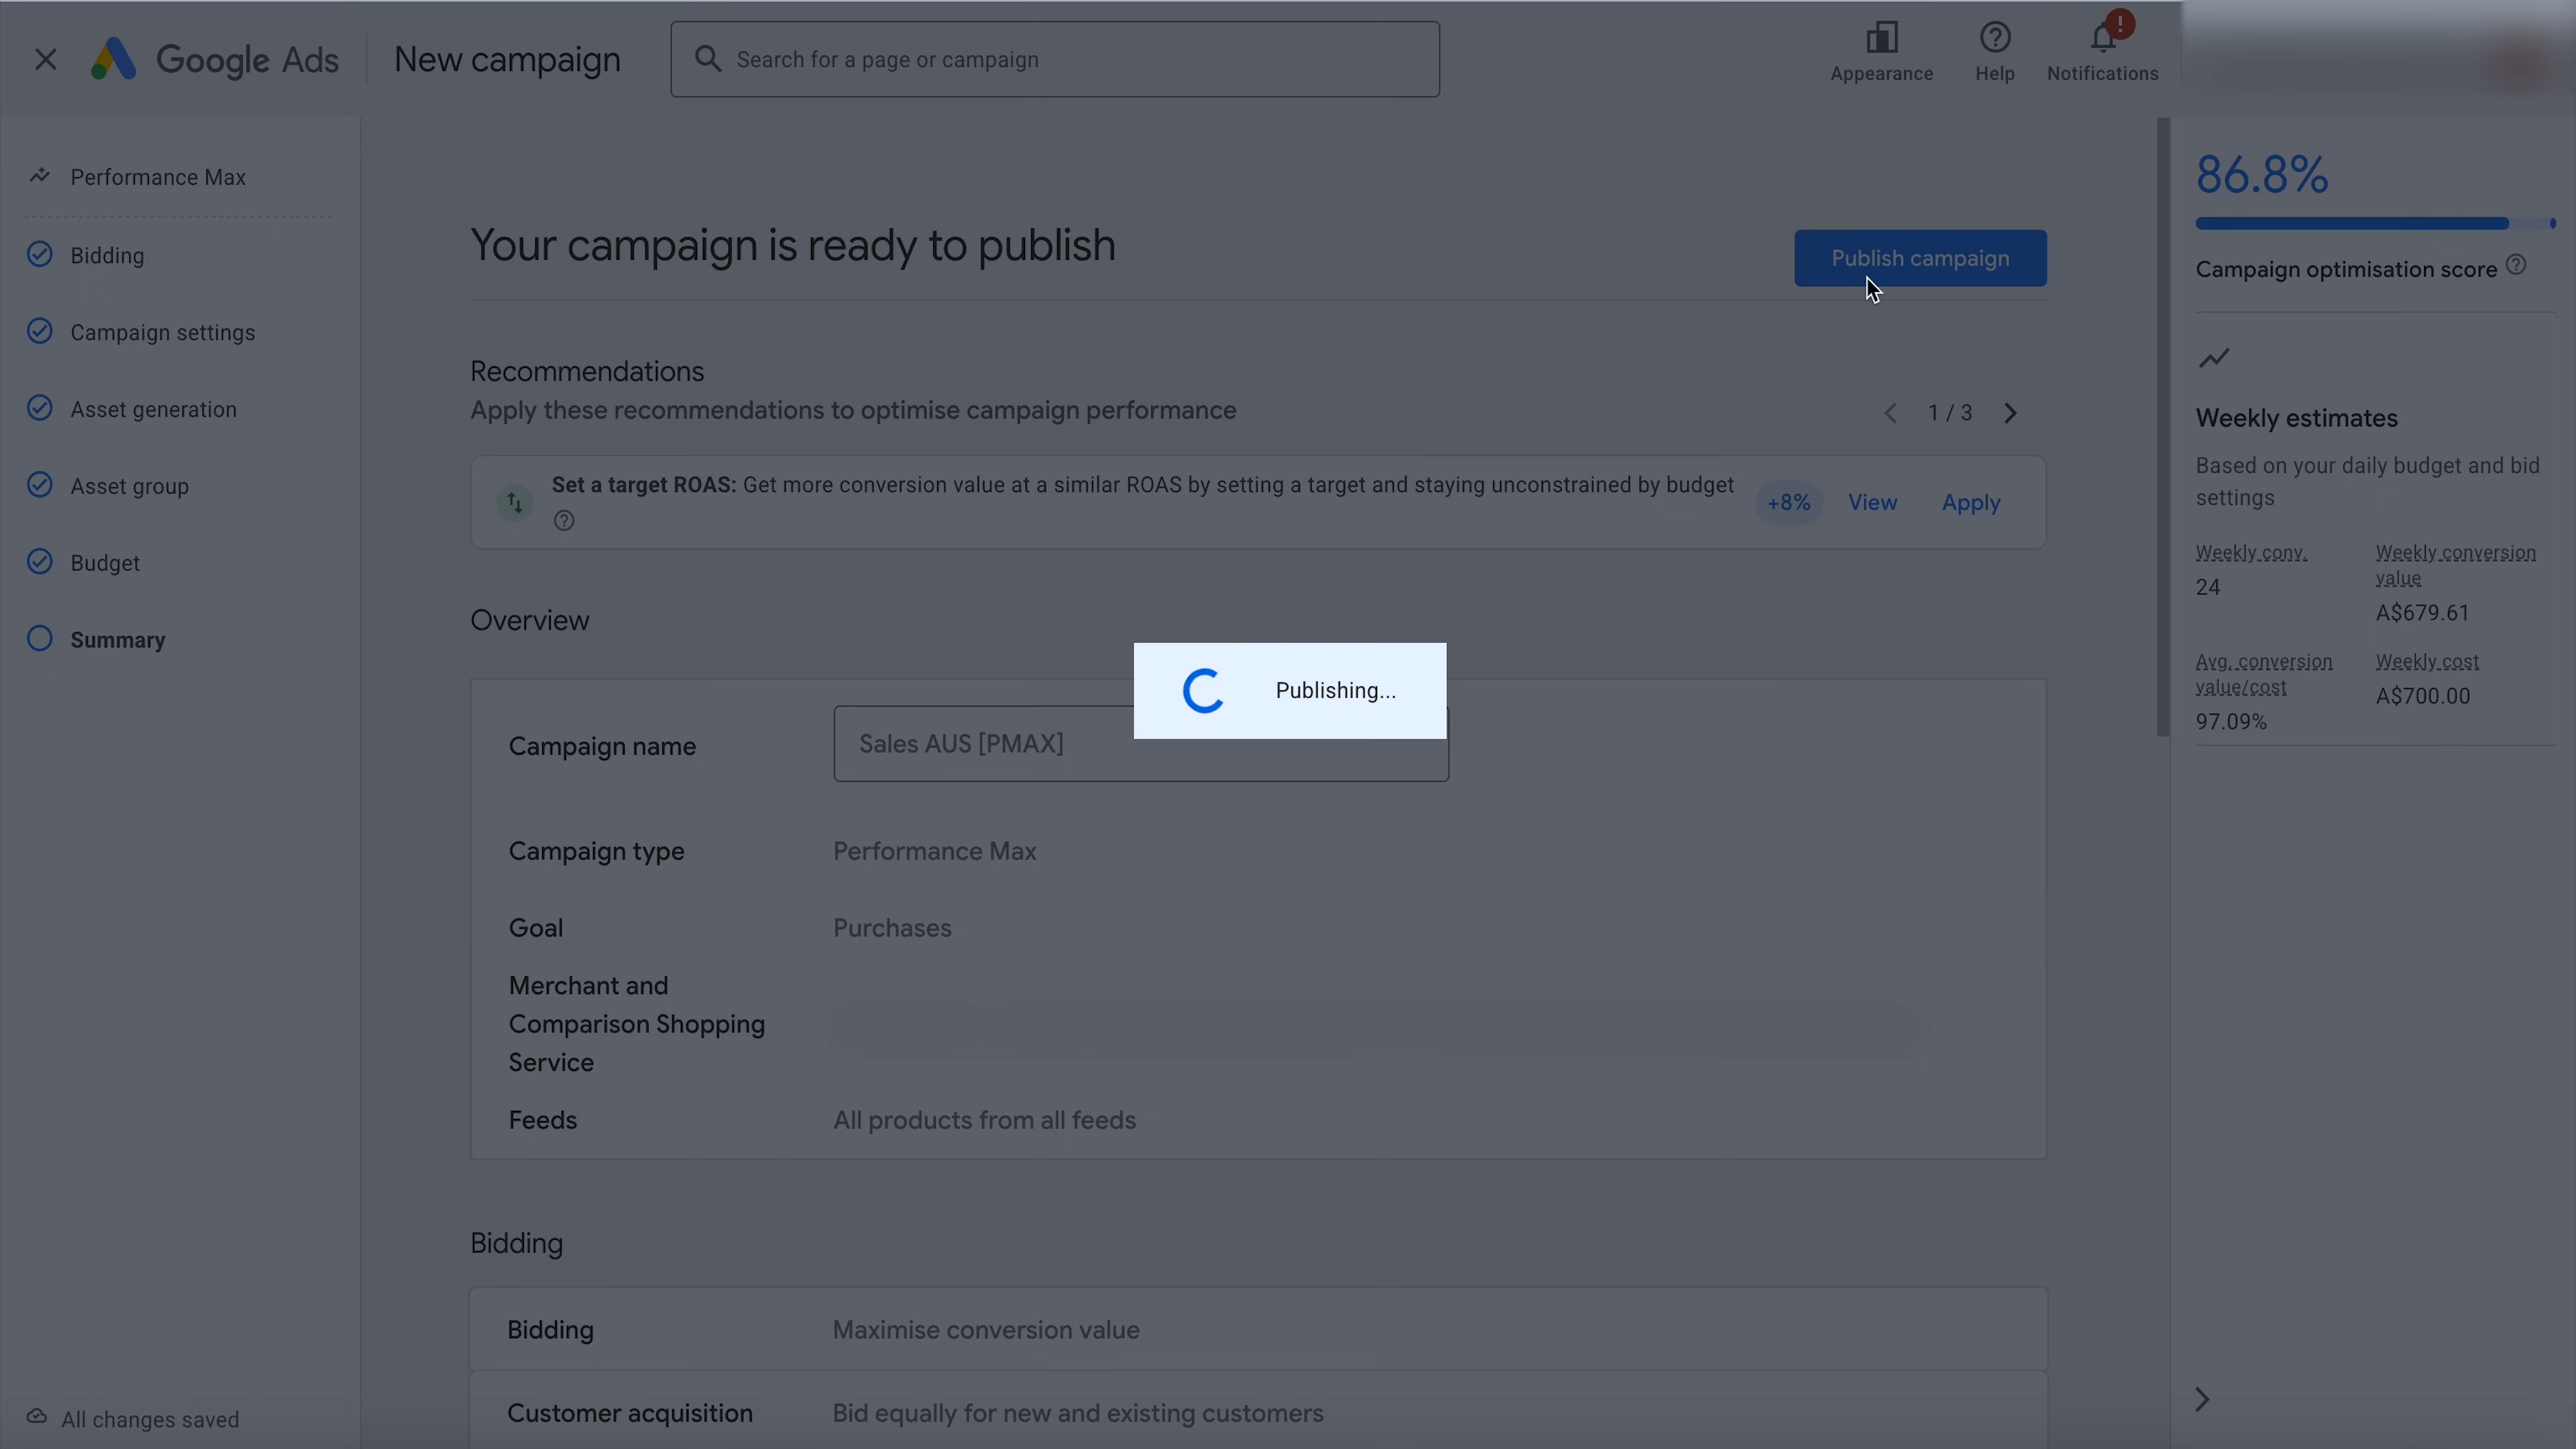 Google Ads
New campaign
Search for a page or campaign
Appearance
Help
!
Notifications
Performance Max
Bidding
Campaign settings
Asset generation
Asset group
Budget
Summary
All changes saved
Your campaign is ready to publish
Publish campaign
Recommendations
Apply these recommendations to optimise campaign performance
1 / 3
Set a target ROAS: Get more conversion value at a similar ROAS by setting a target and staying unconstrained by budget
+8%
View
Apply
Overview
Publishing...
Campaign name
Sales AUS [PMAX]
Campaign type
Performance Max
Goal
Purchases
Merchant and
Comparison Shopping
Service
Feeds
All products from all feeds
Bidding
Bidding
Maximise conversion value
Customer acquisition
Bid equally for new and existing customers
86.8%
Campaign optimisation score
Weekly estimates
Based on your daily budget and bid
settings
Weekly conv.
24
Weekly conversion
value
A$679.61
Avg. conversion
value/cost
97.09%
Weekly cost
A$700.00